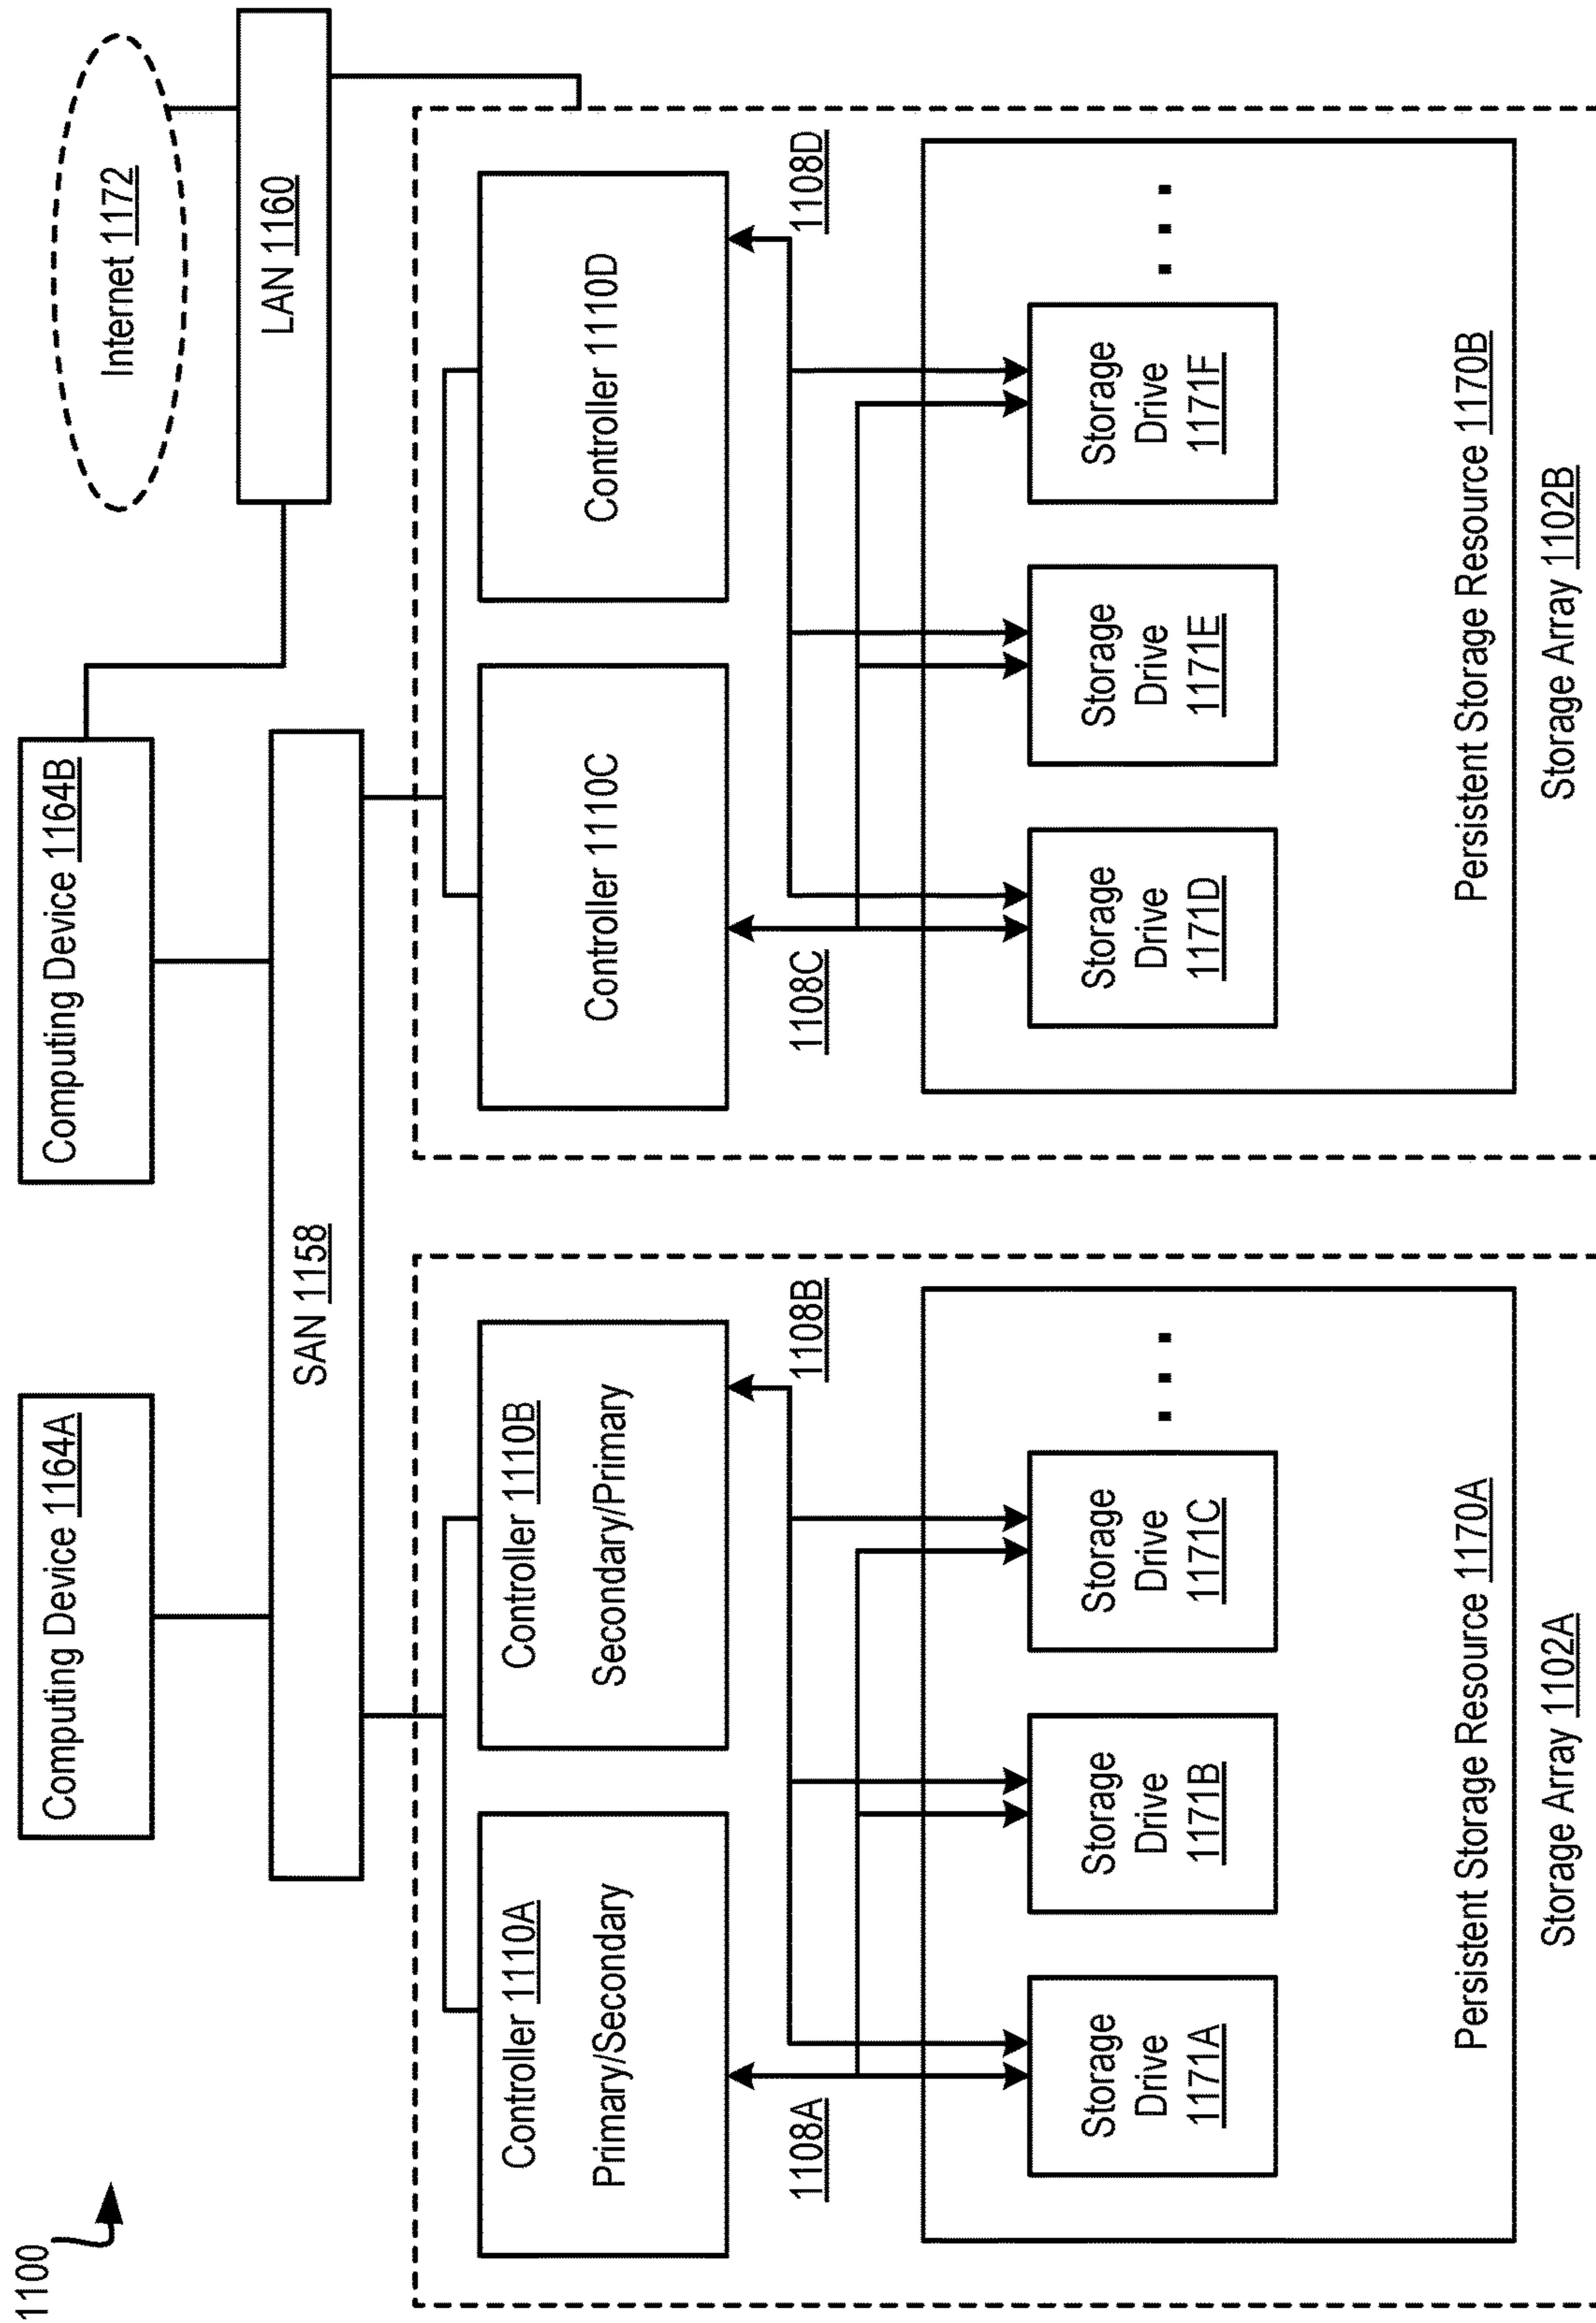 1100
Computing Device 1164A
Computing Device 1164B
Internet 1172
SAN 1158
LAN 1160
Controller 1110A
Primary/Secondary
Controller 1110B
Secondary/Primary
Controller 1110C
Controller 1110D
1108A
1108B
1108C
1108D
Storage
Drive
1171A
Storage
Drive
1171B
Storage
Drive
1171C
Storage
Drive
1171D
Storage
Drive
1171E
Storage
Drive
1171F
Persistent Storage Resource 1170A
Persistent Storage Resource 1170B
Storage Array 1102A
Storage Array 1102B